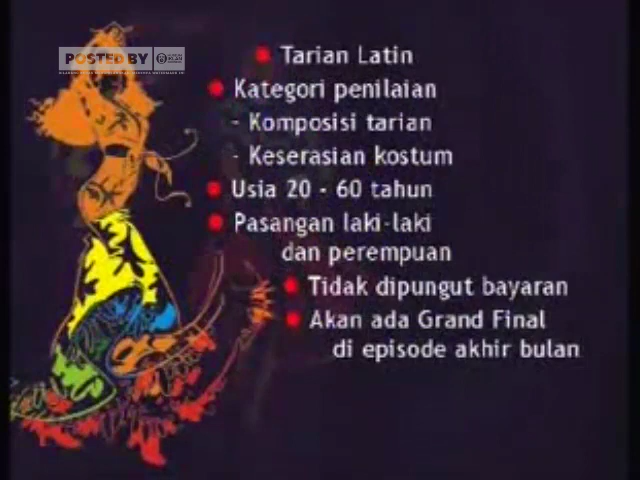 POSTED BY
Tarian Latin
Kategori penilaian
- Komposisi tarian
- Keserasian kostum
Usia 20 - 60 tahun
Pasangan laki-laki
dan perempuan
Tidak dipungut bayaran
Akan ada Grand Final
di episode akhir bulan